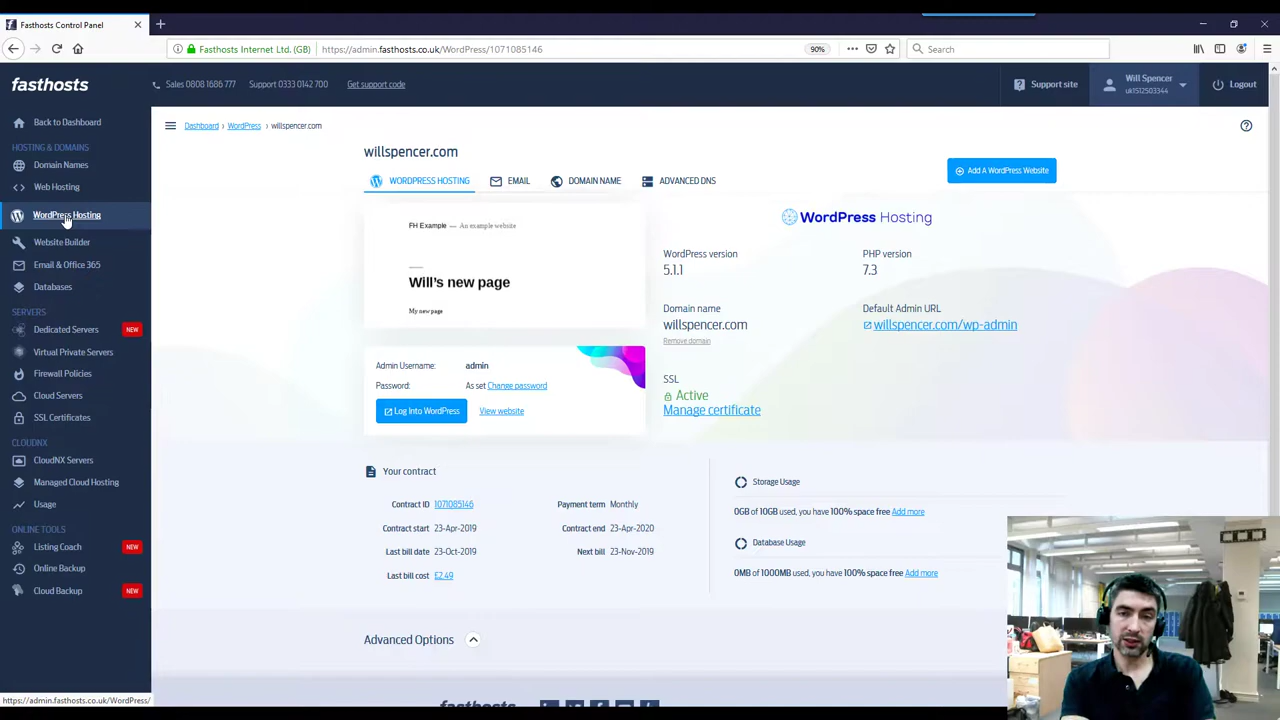 Fasthosts Control Panel
Fasthosts Internet Ltd. (GB)
https://admin.fasthosts.co.uk/WordPress/1071085146
90%
Search
fasthosts
Sales 0808 1686 777
Support 0333 0142 700
Get support code
Support site
Will Spencer
uk1512503344
Logout
Back to Dashboard
HOSTING & DOMAINS
Domain Names
Web Hosting
WordPress Hosting
Website Builder
Email & Office 365
Databases
SERVERS
Dedicated Servers
NEW
Virtual Private Servers
Firewall Policies
Cloud Servers
SSL Certificates
CLOUDNX
CloudNX Servers
Managed Cloud Hosting
Usage
ONLINE TOOLS
Listing Coach
NEW
Online Backup
Cloud Backup
NEW
https://admin.fasthosts.co.uk/WordPress/
Dashboard › WordPress › willspencer.com
willspencer.com
WORDPRESS HOSTING
EMAIL
DOMAIN NAME
ADVANCED DNS
Add A WordPress Website
FH Example — An example website
Will's new page
My new page
Admin Username: admin
Password: As set Change password
Log Into WordPress
View website
WordPress Hosting
WordPress version
5.1.1
PHP version
7.3
Domain name
willspencer.com
Remove domain
Default Admin URL
willspencer.com/wp-admin
SSL
Active
Manage certificate
Your contract
Contract ID 1071085146
Payment term Monthly
Contract start 23-Apr-2019
Contract end 23-Apr-2020
Last bill date 23-Oct-2019
Next bill 23-Nov-2019
Last bill cost £2.49
Storage Usage
0GB of 10GB used, you have 100% space free Add more
Database Usage
0MB of 1000MB used, you have 100% space free Add more
Advanced Options
fasthosts